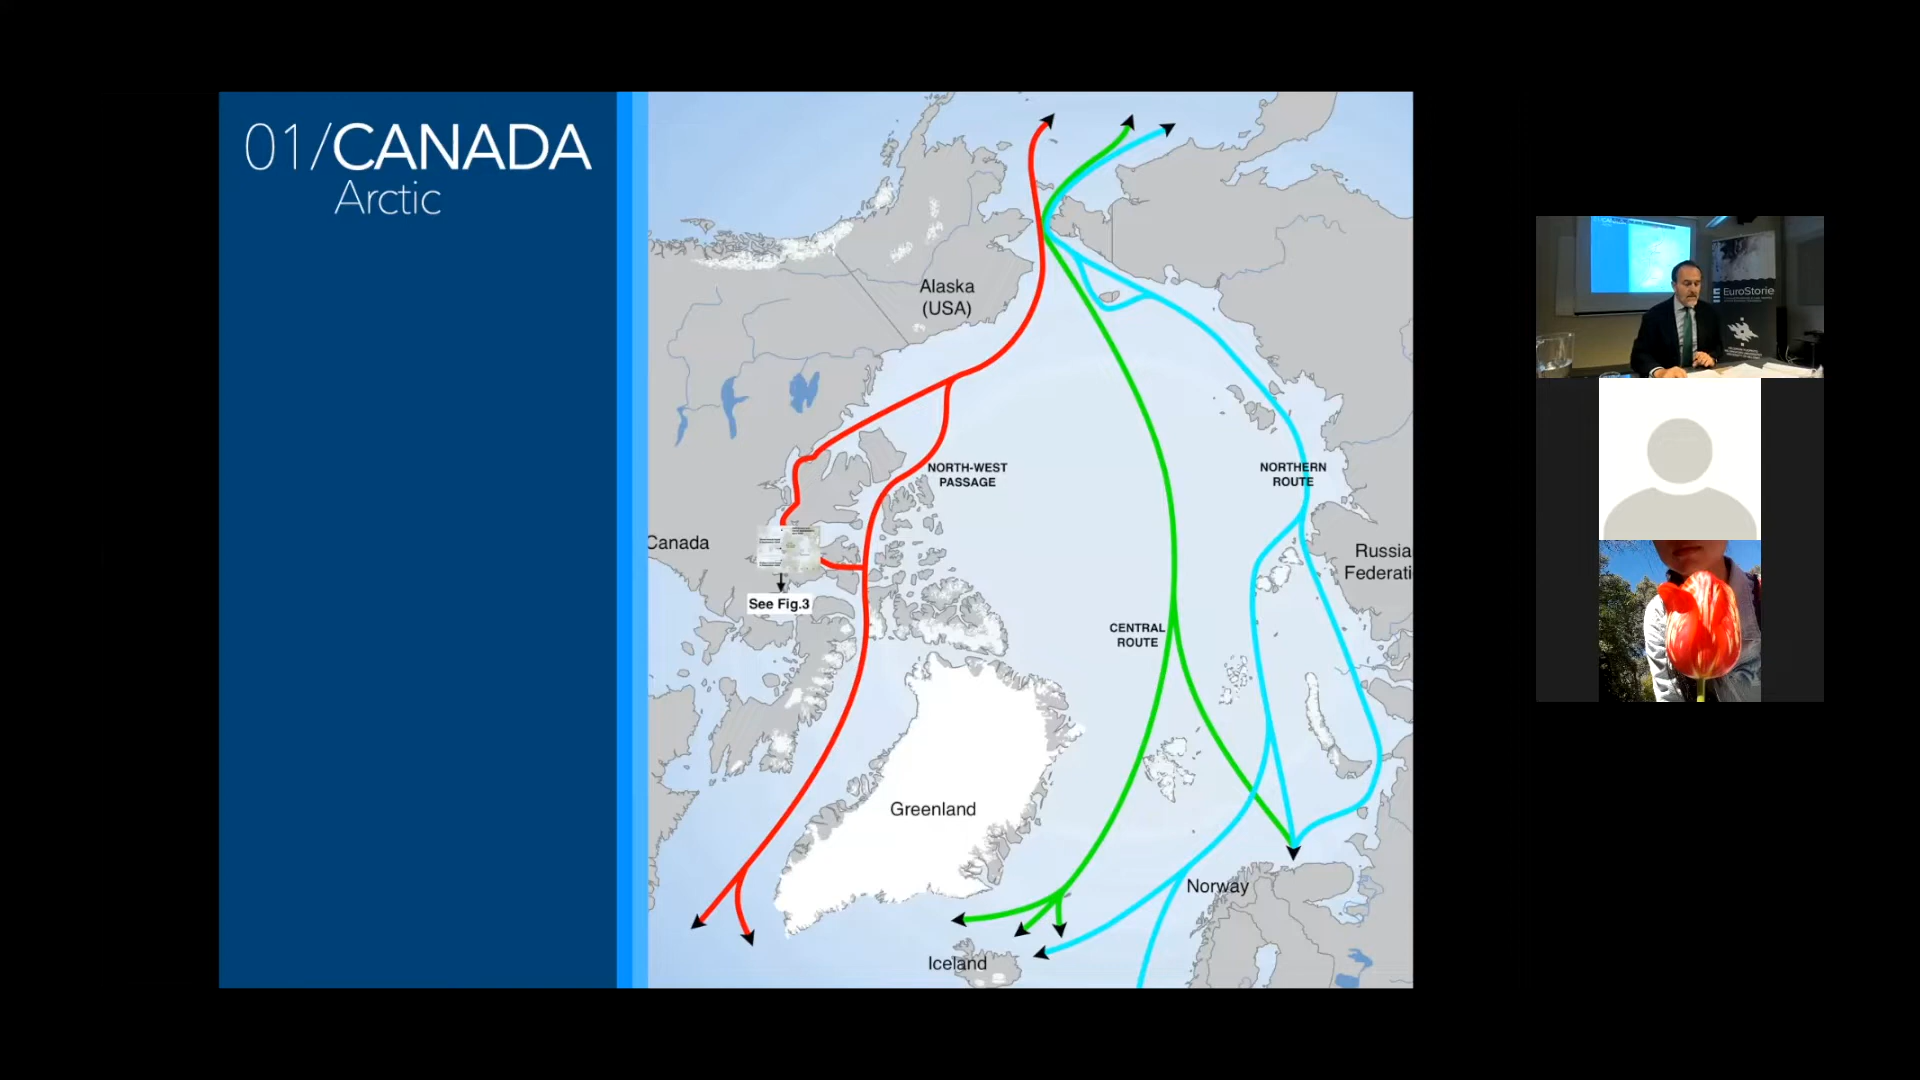 01/CANADA
Arctic
Alaska
(USA)
NORTH-WEST
PASSAGE
NORTHERN
ROUTE
Canada
Russia
Federati
See Fig.3
CENTRAL
ROUTE
Greenland
Norway
Iceland
EuroStorie